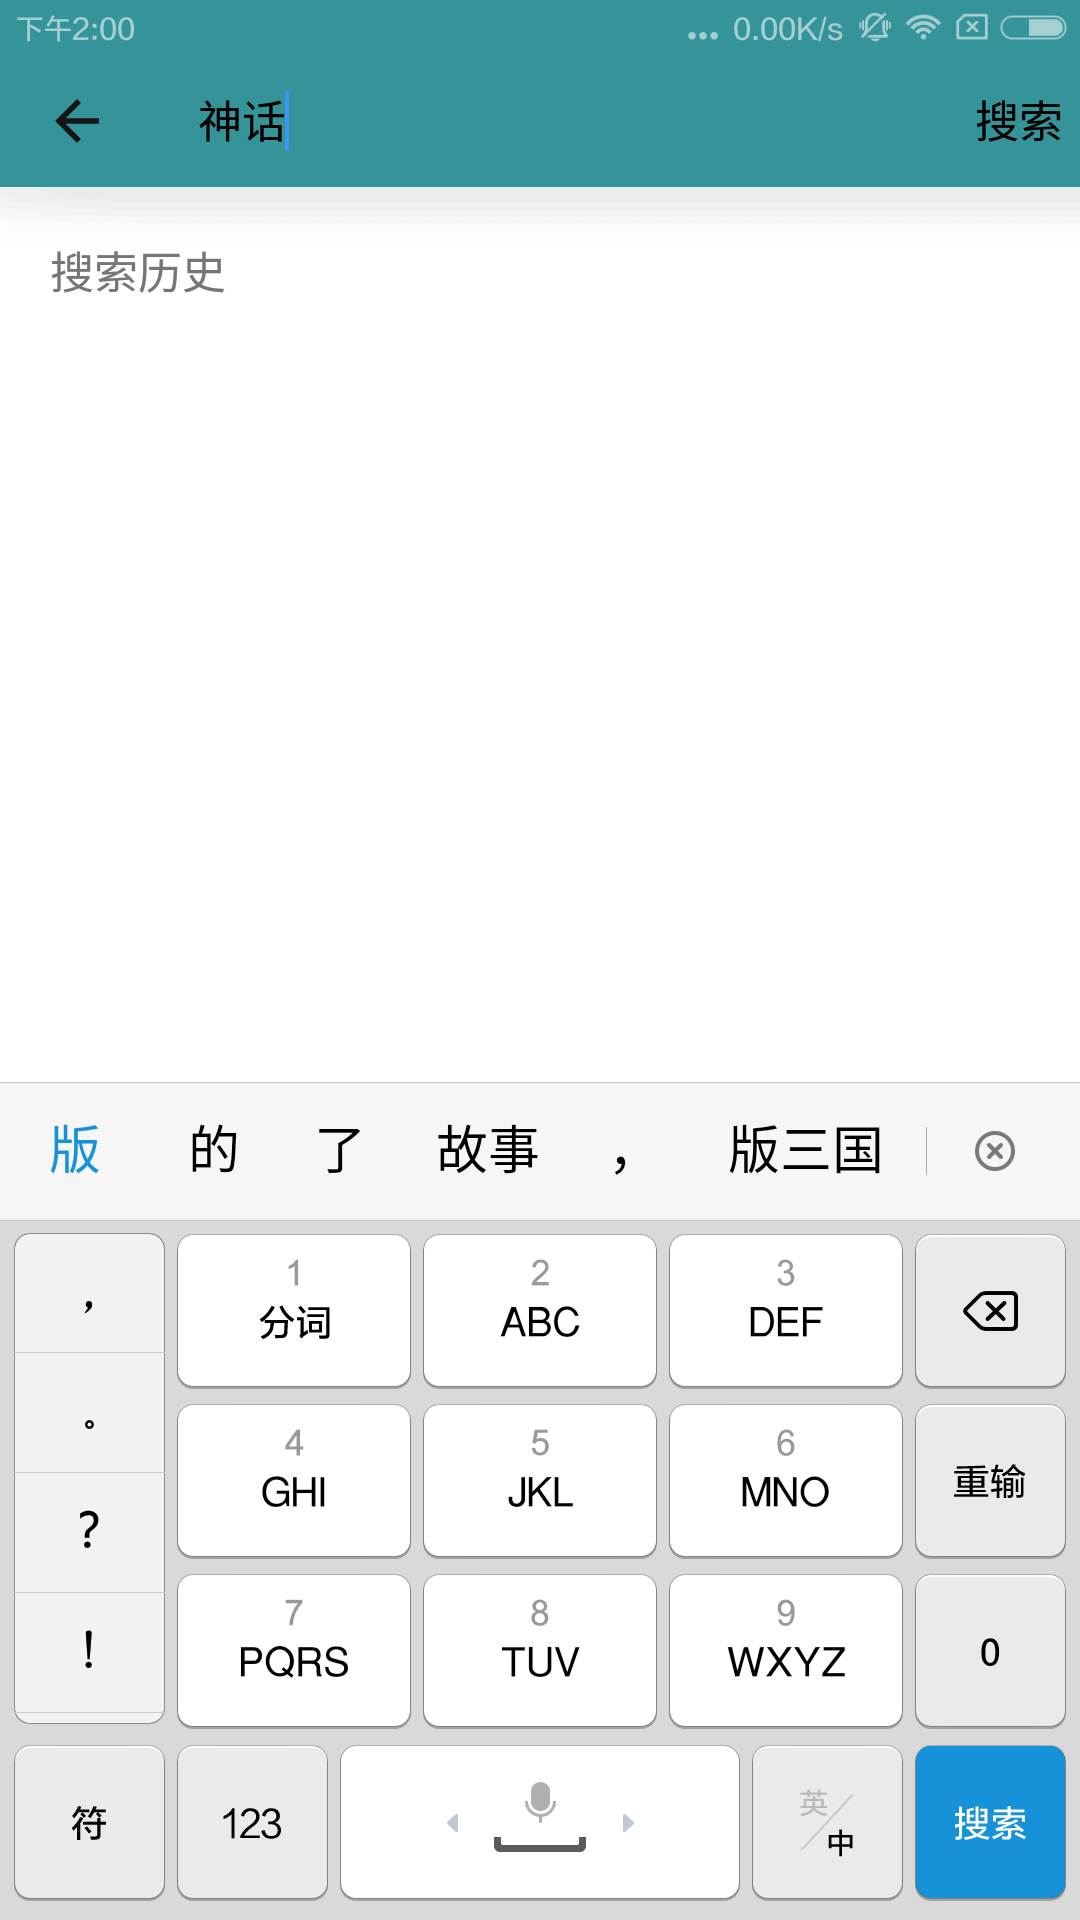 下午2:00 ... 0.00K/s
神话 搜索
搜索历史
版 的 了 故事 ， 版三国
，
。
?
!
1
分词
2
ABC
3
DEF
4
GHI
5
JKL
6
MNO
重输
7
PQRS
8
TUV
9
WXYZ
0
符 123 英/中 搜索